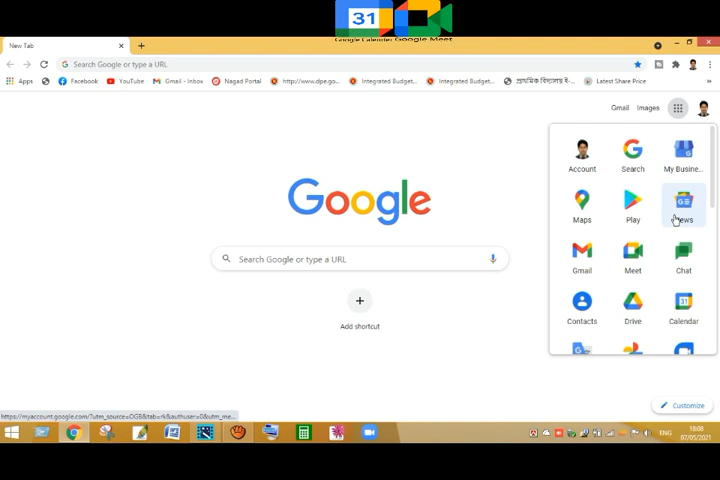 31
Google Calender Google Meet
New Tab
Search Google or type a URL
Apps
Facebook
YouTube
Gmail - Inbox
Nagad Portal
http://www.dpe.go...
Integrated Budget...
Integrated Budget...
প্রাথমিক বিদ্যালয় ই-...
Latest Share Price
Gmail
Images
Account
Search
My Busine...
Maps
Play
News
Gmail
Meet
Chat
Contacts
Drive
31
Calendar
Google
Search Google or type a URL
Add shortcut
Customize
https://myaccount.google.com/?utm_source=OGB&tab=rk&authuser=0&utm_me...
ENG
18:08
07/05/2021